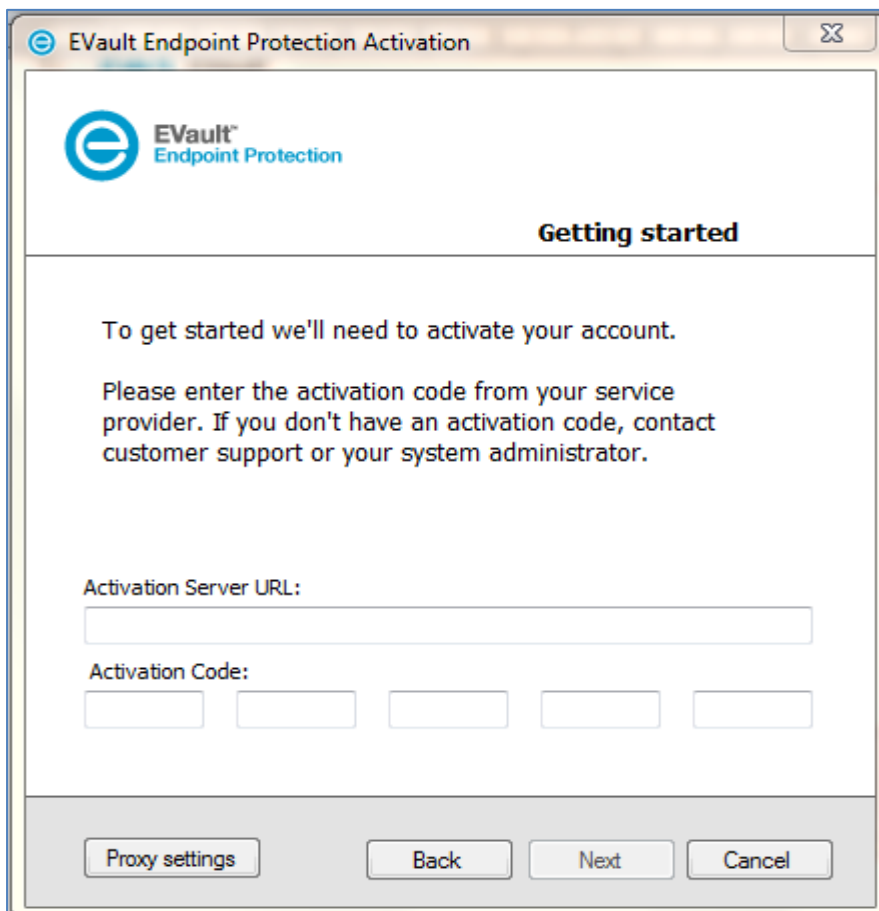 EVault Endpoint Protection Activation
EVault™
Endpoint Protection
Getting started
To get started we'll need to activate your account.
Please enter the activation code from your service
provider. If you don't have an activation code, contact
customer support or your system administrator.
Activation Server URL:
Activation Code:
Proxy settings
Back
Next
Cancel